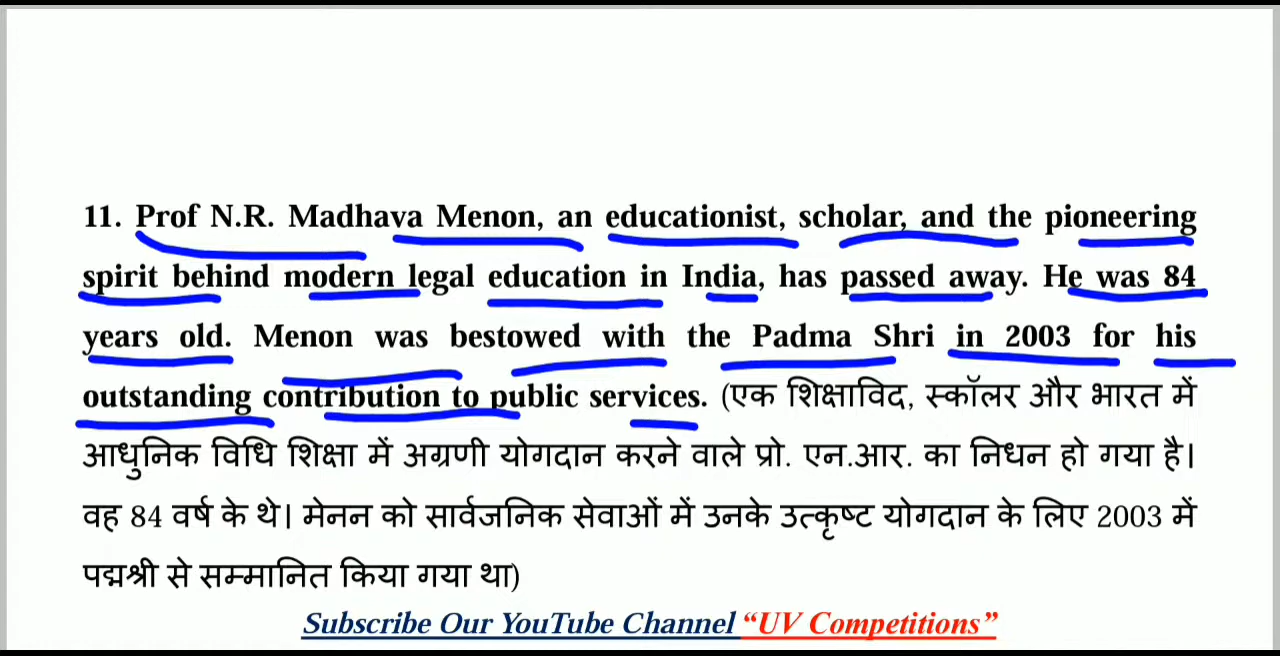 11. Prof N.R. Madhava Menon, an educationist, scholar, and the pioneering
spirit behind modern legal education in India, has passed away. He was 84
years old. Menon was bestowed with the Padma Shri in 2003 for his
outstanding contribution to public services. (एक शिक्षाविद, स्कॉलर और भारत में
आधुनिक विधि शिक्षा में अग्रणी योगदान करने वाले प्रो. एन.आर. का निधन हो गया है।
वह 84 वर्ष के थे। मेनन को सार्वजनिक सेवाओं में उनके उत्कृष्ट योगदान के लिए 2003 में
पद्मश्री से सम्मानित किया गया था)
Subscribe Our YouTube Channel “UV Competitions”